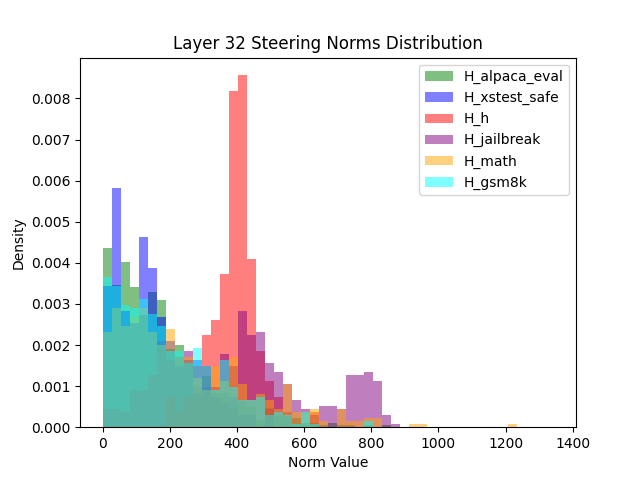 Layer 32 Steering Norms Distribution
H_alpaca_eval
H_xstest_safe
H_h
H_jailbreak
H_math
H_gsm8k
Density
0.008
0.007
0.006
0.005
0.004
0.003
0.002
0.001
0.000
0 200 400 600 800 1000 1200 1400
Norm Value